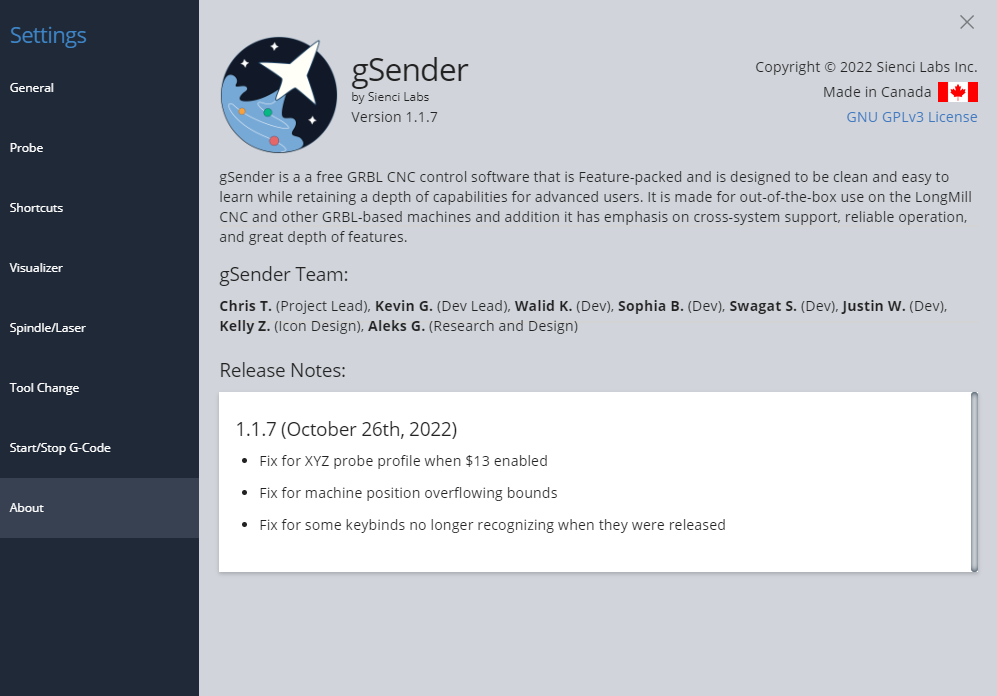 Settings
General
Probe
Shortcuts
Visualizer
Spindle/Laser
Tool Change
Start/Stop G-Code
About
gSender
by Sienci Labs
Version 1.1.7
Copyright © 2022 Sienci Labs Inc.
Made in Canada
GNU GPLv3 License
gSender is a a free GRBL CNC control software that is Feature-packed and is designed to be clean and easy to
learn while retaining a depth of capabilities for advanced users. It is made for out-of-the-box use on the LongMill
CNC and other GRBL-based machines and addition it has emphasis on cross-system support, reliable operation,
and great depth of features.
gSender Team:
Chris T. (Project Lead), Kevin G. (Dev Lead), Walid K. (Dev), Sophia B. (Dev), Swagat S. (Dev), Justin W. (Dev),
Kelly Z. (Icon Design), Aleks G. (Research and Design)
Release Notes:
1.1.7 (October 26th, 2022)
• Fix for XYZ probe profile when $13 enabled
• Fix for machine position overflowing bounds
• Fix for some keybinds no longer recognizing when they were released